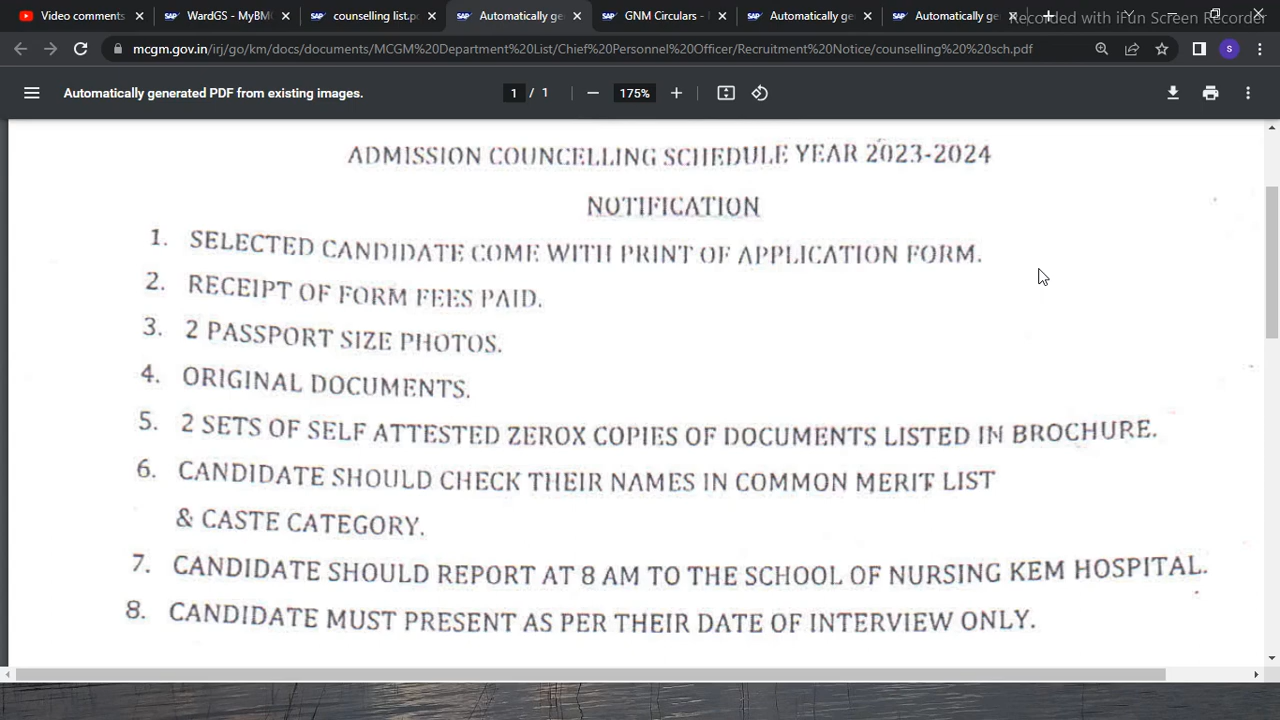 Video comments
WardGS - MyBM
counselling list.p
Automatically ge
GNM Circulars -
Automatically ge
Automatically ge
Recorded with iFun Screen Recorder
mcgm.gov.in/irj/go/km/docs/documents/MCGM%20Department%20List/Chief%20Personnel%20Officer/Recruitment%20Notice/counselling%20%20sch.pdf
S
Automatically generated PDF from existing images.
1 / 1
175%
ADMISSION COUNCELLING SCHEDULE YEAR 2023-2024
NOTIFICATION
1. SELECTED CANDIDATE COME WITH PRINT OF APPLICATION FORM.
2. RECEIPT OF FORM FEES PAID.
3. 2 PASSPORT SIZE PHOTOS.
4. ORIGINAL DOCUMENTS.
5. 2 SETS OF SELF ATTESTED ZEROX COPIES OF DOCUMENTS LISTED IN BROCHURE.
6. CANDIDATE SHOULD CHECK THEIR NAMES IN COMMON MERIT LIST
& CASTE CATEGORY.
7. CANDIDATE SHOULD REPORT AT 8 AM TO THE SCHOOL OF NURSING KEM HOSPITAL.
8. CANDIDATE MUST PRESENT AS PER THEIR DATE OF INTERVIEW ONLY.